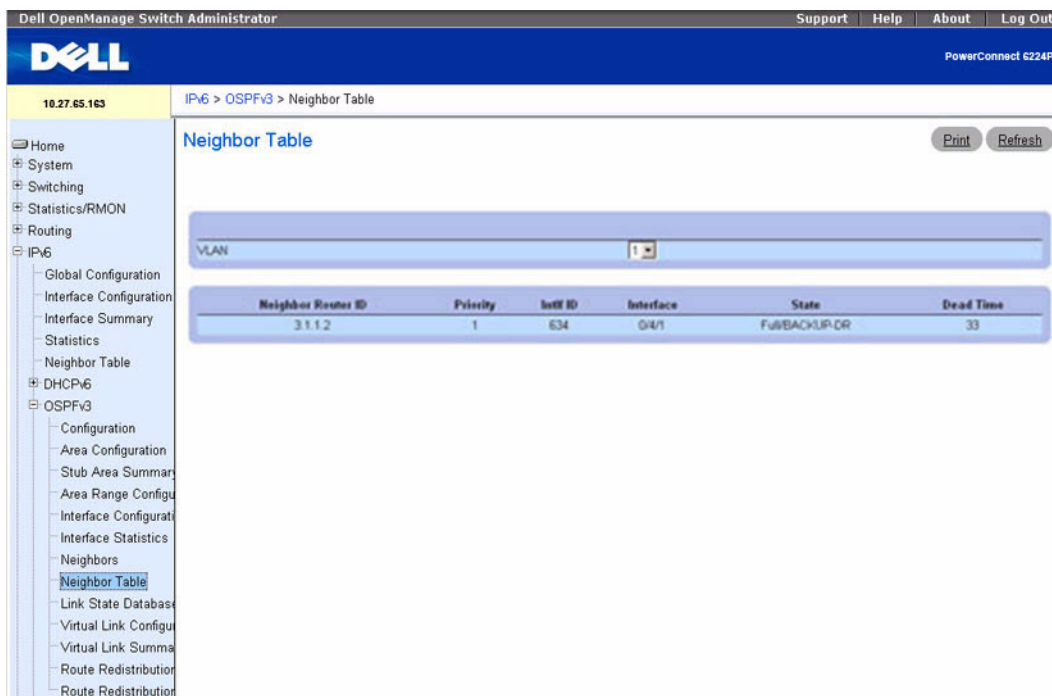 Dell OpenManage Switch Administrator
Support Help About Log Out
DELL
PowerConnect 6224P
10.27.65.163
IPv6 > OSPFv3 > Neighbor Table
Neighbor Table
Print Refresh
Home
System
Switching
Statistics/RMON
Routing
IPv6
Global Configuration
Interface Configuration
Interface Summary
Statistics
Neighbor Table
DHCPv6
OSPFv3
Configuration
Area Configuration
Stub Area Summary
Area Range Configu
Interface Configurati
Interface Statistics
Neighbors
Neighbor Table
Link State Database
Virtual Link Configu
Virtual Link Summa
Route Redistribution
Route Redistribution
VLAN 1
Neighbor Router ID Priority Intf ID Interface State Dead Time
3.1.1.2 1 634 0/4/1 Full/BACKUP-DR 33